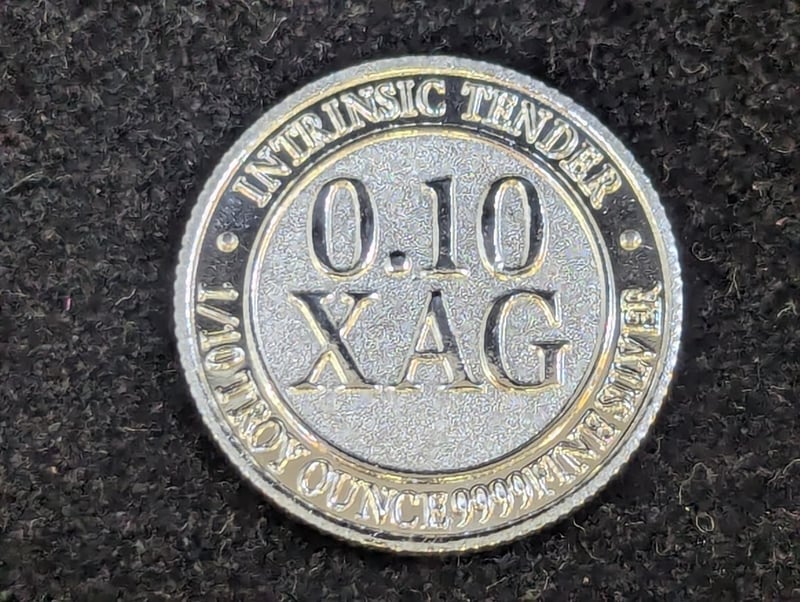 INTRINSIC TENDER
0.10
XAG
1/10 TROY OUNCE 9999 FINE SILVER